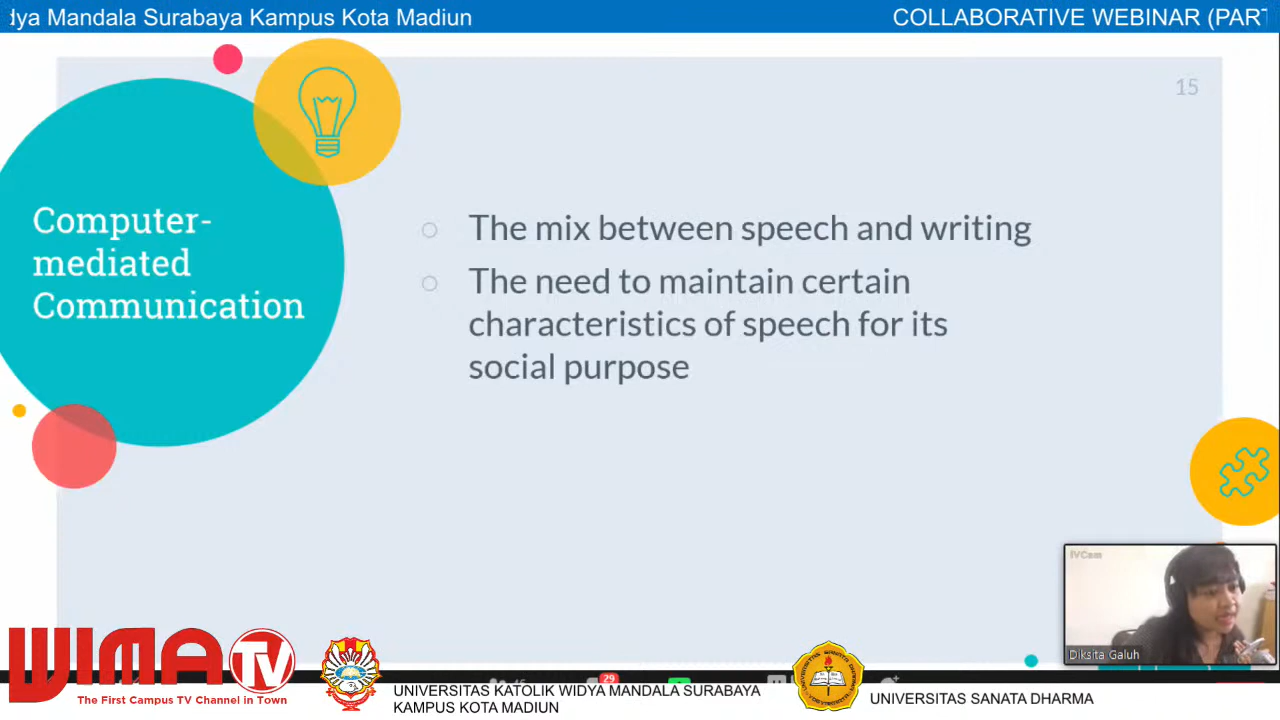 dya Mandala Surabaya Kampus Kota Madiun
COLLABORATIVE WEBINAR (PART
15
Computer-
mediated
Communication
The mix between speech and writing
The need to maintain certain
characteristics of speech for its
social purpose
iVCam
Diksita Galuh
WIMA TV
The First Campus TV Channel in Town
29
UNIVERSITAS KATOLIK WIDYA MANDALA SURABAYA
KAMPUS KOTA MADIUN
UNIVERSITAS SANATA DHARMA